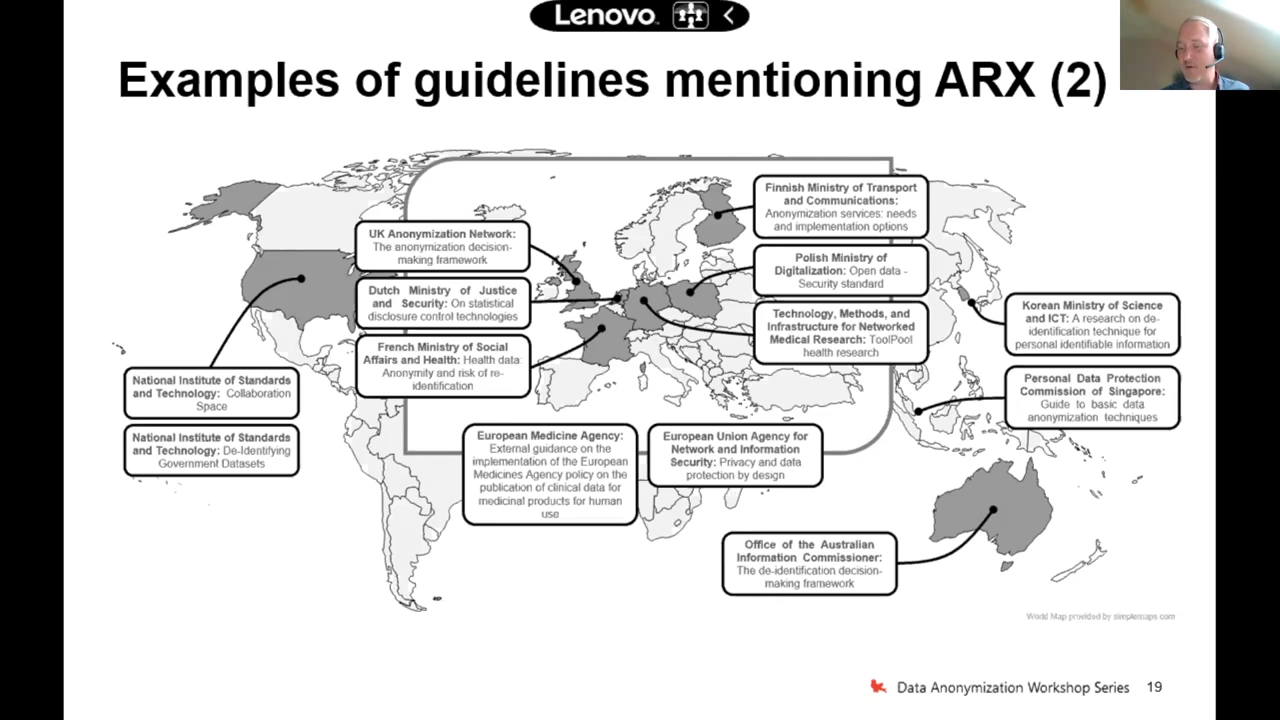 Lenovo
Examples of guidelines mentioning ARX (2)
Finnish Ministry of Transport
and Communications:
Anonymization services: needs
and implementation options
UK Anonymization Network:
The anonymization decision-
making framework
Polish Ministry of
Digitalization: Open data -
Security standard
Dutch Ministry of Justice
and Security: On statistical
disclosure control technologies
Technology, Methods, and
Infrastructure for Networked
Medical Research: ToolPool
health research
Korean Ministry of Science
and ICT: A research on de-
identification technique for
personal identifiable information
French Ministry of Social
Affairs and Health: Health data:
Anonymity and risk of re-
identification
National Institute of Standards
and Technology: Collaboration
Space
Personal Data Protection
Commission of Singapore:
Guide to basic data
anonymization techniques
National Institute of Standards
and Technology: De-Identifying
Government Datasets
European Medicine Agency:
External guidance on the
implementation of the European
Medicines Agency policy on the
publication of clinical data for
medicinal products for human
use
European Union Agency for
Network and Information
Security: Privacy and data
protection by design
Office of the Australian
Information Commissioner:
The de-identification decision-
making framework
World Map provided by simplemaps.com
Data Anonymization Workshop Series 19